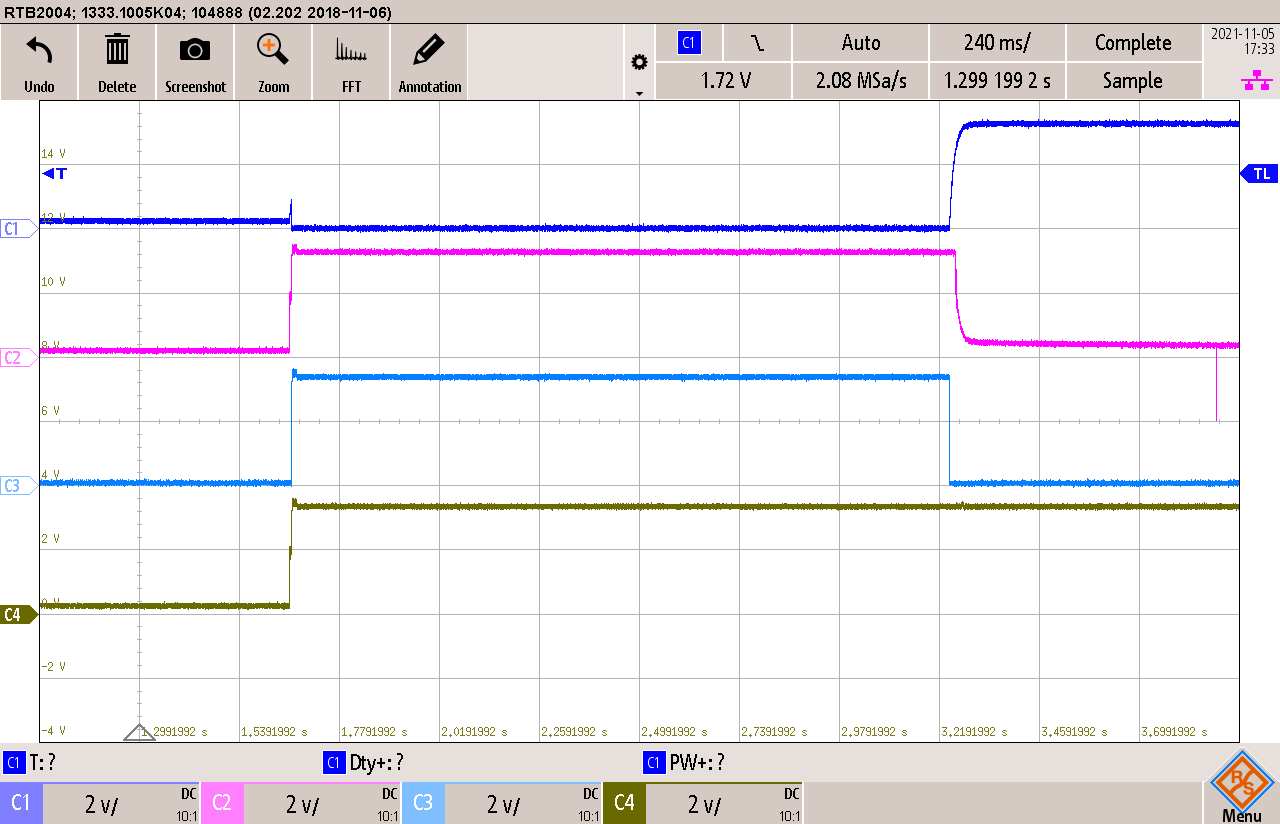 RTB2004; 1333.1005K04; 104888 (02.202 2018-11-06)
Undo
Delete
Screenshot
Zoom
FFT
Annotation
C1
Auto
240 ms/
Complete
2021-11-05
17:33
1.72 V
2.08 MSa/s
1.299 199 2 s
Sample
14 V
T
TL
12 V
C1
10 V
8 V
C2
6 V
4 V
C3
2 V
0 V
C4
-2 V
-4 V
1,2991992 s
1,5391992 s
1,7791992 s
2,0191992 s
2,2591992 s
2,4991992 s
2,7391992 s
2,9791992 s
3,2191992 s
3,4591992 s
3,6991992 s
C1 T: ?
C1 Dty+: ?
C1 PW+: ?
C1 2 V/ DC 10:1
C2 2 V/ DC 10:1
C3 2 V/ DC 10:1
C4 2 V/ DC 10:1
R S
Menu